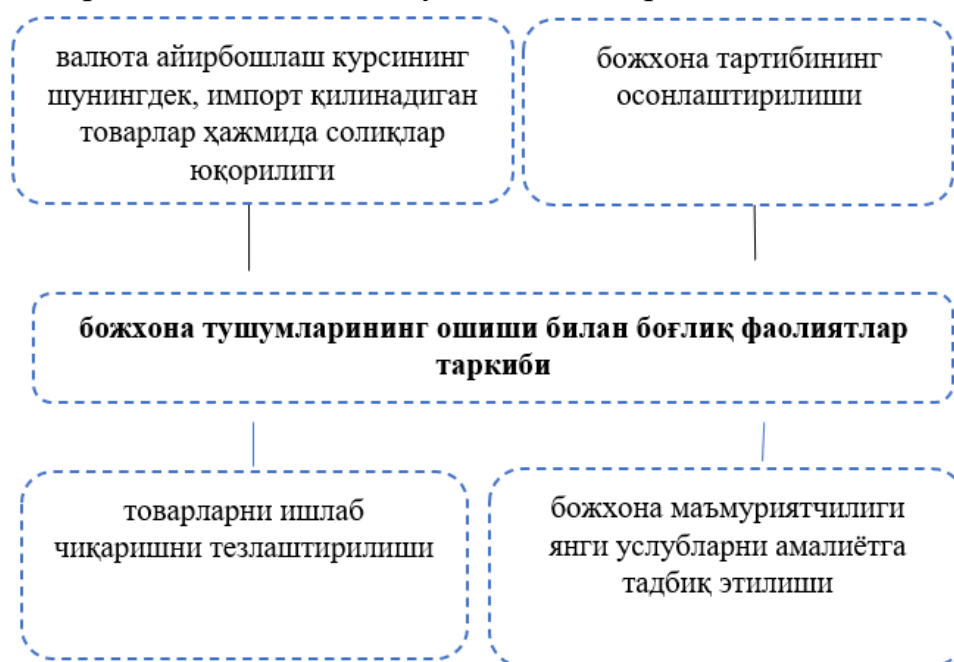 валюта айирбошлаш курсининг
шунингдек, импорт қилинадиган
товарлар ҳажмида солиқлар
юқорилиги
божхона тартибининг
осонлаштирилиши
божхона тушумларининг ошиши билан боғлиқ фаолиятлар
таркиби
товарларни ишлаб
чиқаришни тезлаштирилиши
божхона маъмуриятчилиги
янги услубларни амалиётга
тадбиқ этилиши